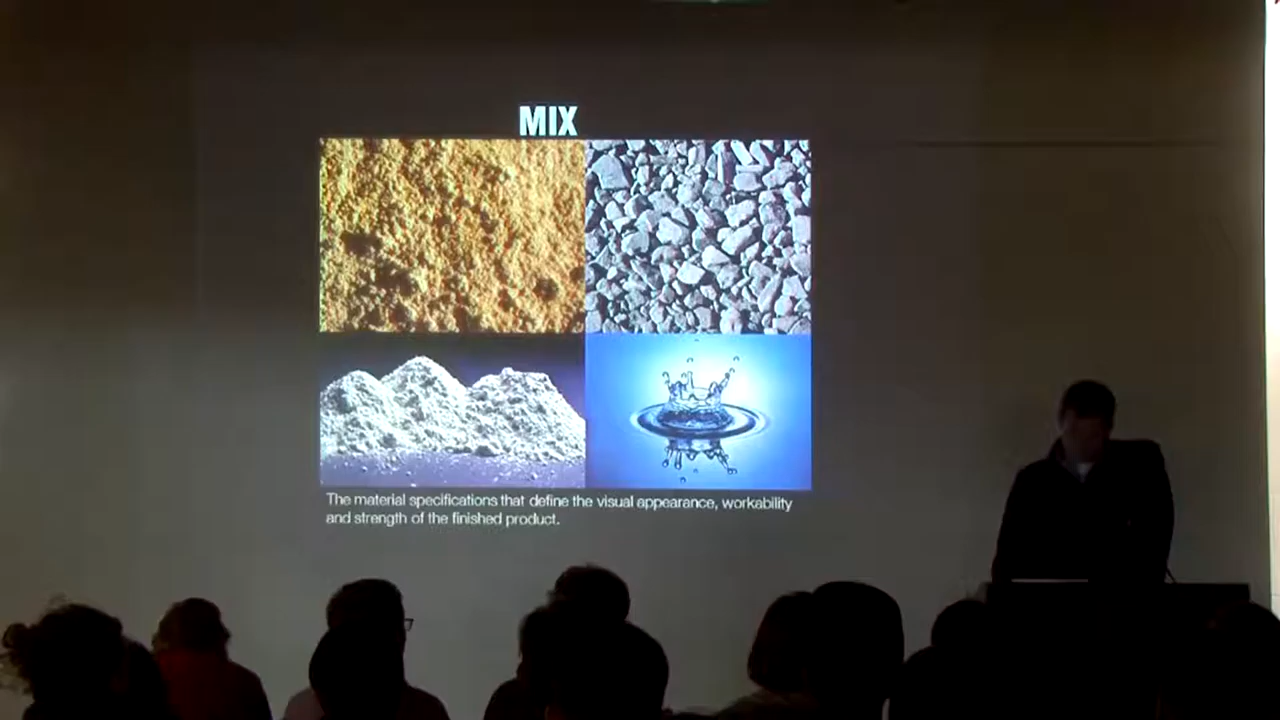 MIX
The material specifications that define the visual appearance, workability
and strength of the finished product.